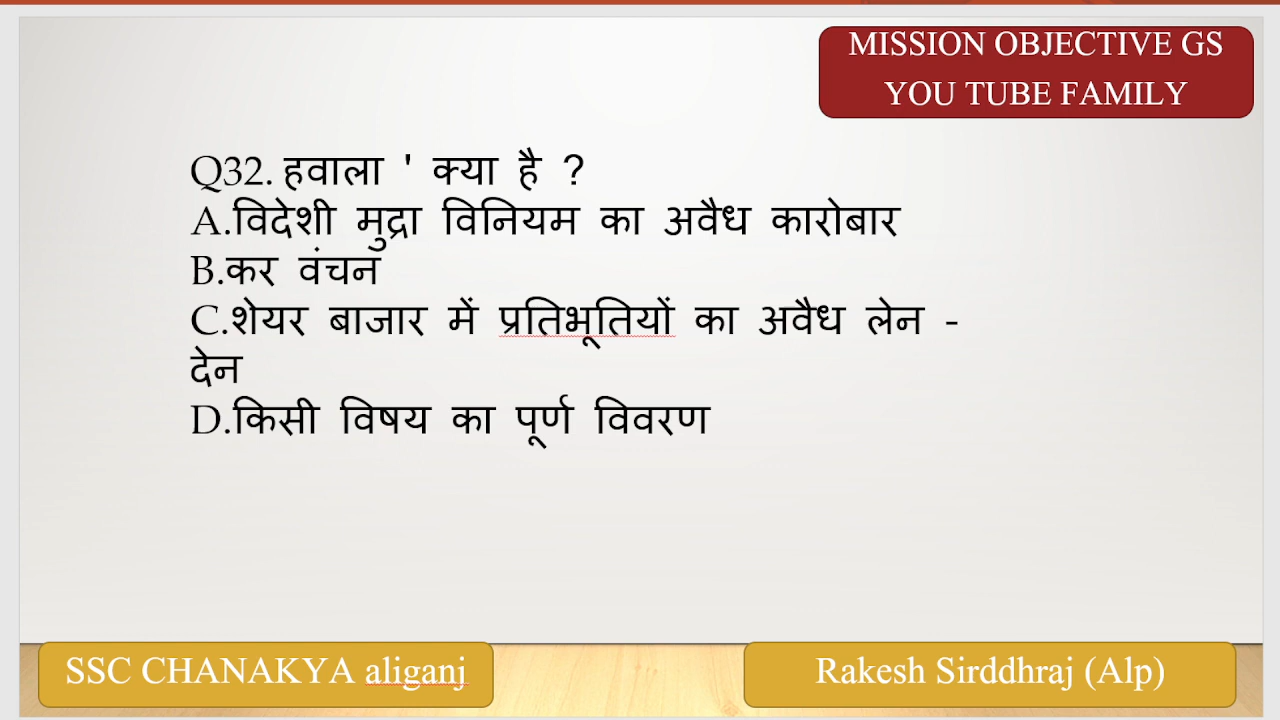 MISSION OBJECTIVE GS
YOU TUBE FAMILY
Q32. हवाला ' क्या है ?
A.विदेशी मुद्रा विनियम का अवैध कारोबार
B.कर वंचन
C.शेयर बाजार में प्रतिभूतियों का अवैध लेन -
देन
D.किसी विषय का पूर्ण विवरण
SSC CHANAKYA aliganj
Rakesh Sirddhraj (Alp)